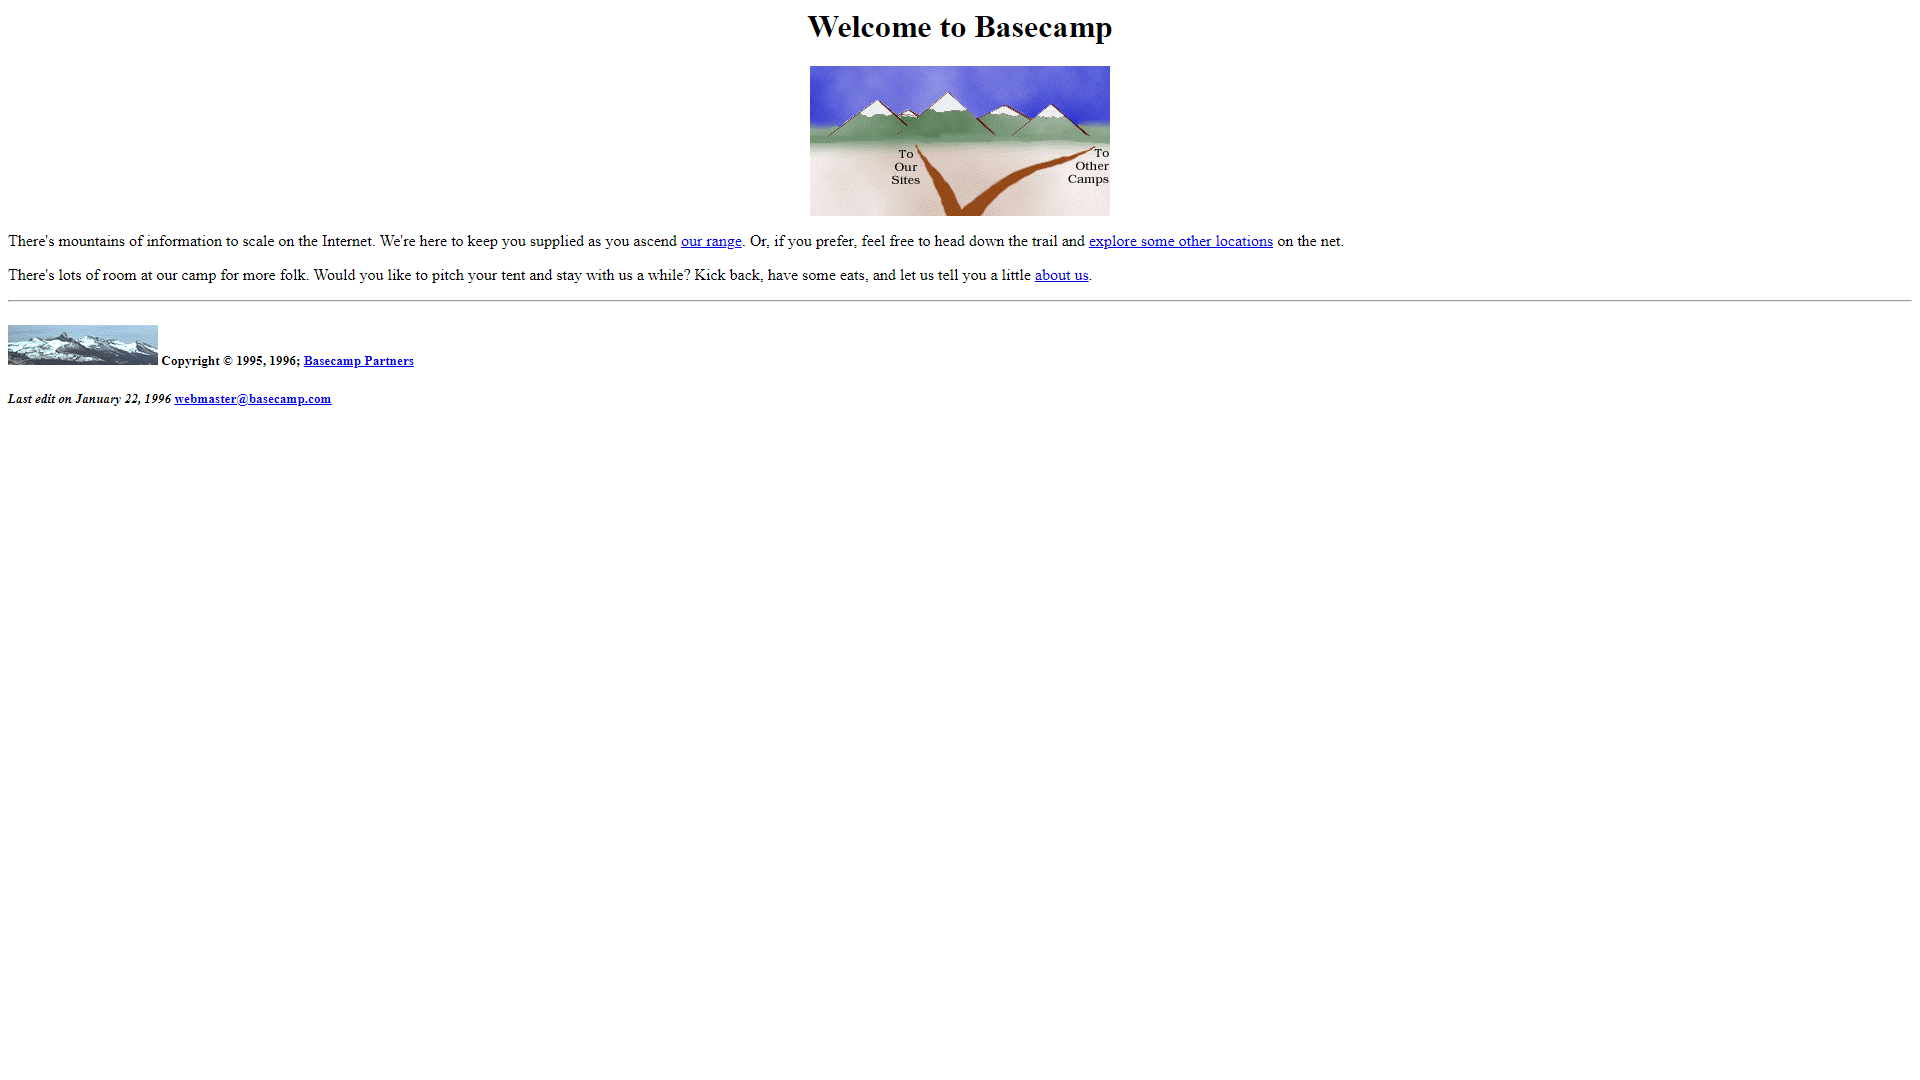 Welcome to Basecamp
To
Our
Sites
To
Other
Camps
There's mountains of information to scale on the Internet. We're here to keep you supplied as you ascend our range. Or, if you prefer, feel free to head down the trail and explore some other locations on the net.
There's lots of room at our camp for more folk. Would you like to pitch your tent and stay with us a while? Kick back, have some eats, and let us tell you a little about us.
Copyright © 1995, 1996; Basecamp Partners
Last edit on January 22, 1996 webmaster@basecamp.com